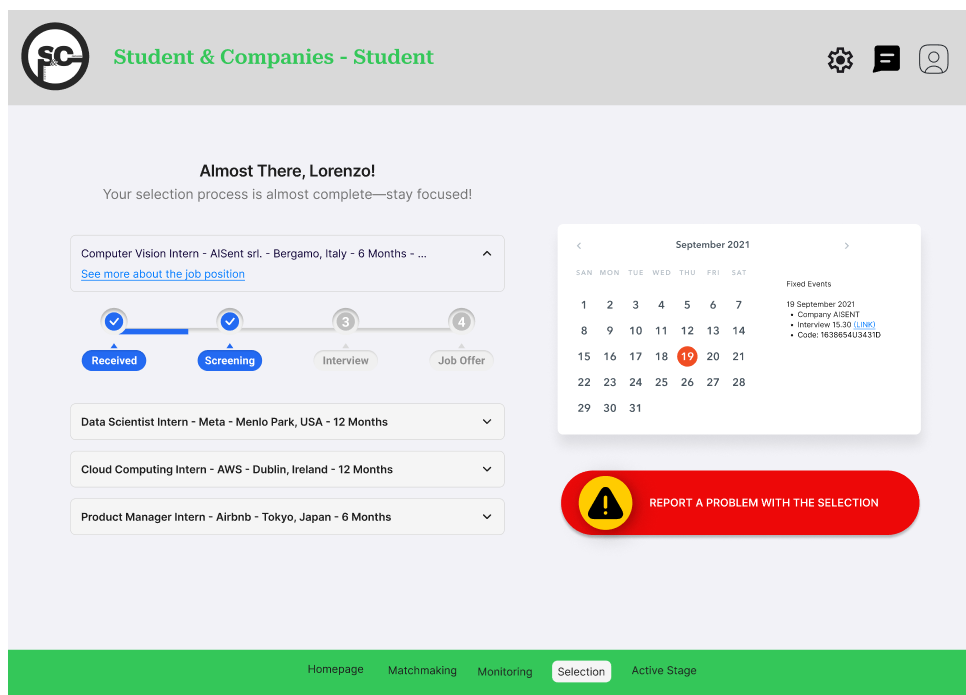 S&C
Student & Companies - Student
Almost There, Lorenzo!
Your selection process is almost complete—stay focused!
Computer Vision Intern - AISent srl. - Bergamo, Italy - 6 Months - ...
See more about the job position
3
4
Received
Screening
Interview
Job Offer
Data Scientist Intern - Meta - Menlo Park, USA - 12 Months
Cloud Computing Intern - AWS - Dublin, Ireland - 12 Months
Product Manager Intern - Airbnb - Tokyo, Japan - 6 Months
September 2021
SAN MON TUE WED THU FRI SAT
1 2 3 4 5 6 7
8 9 10 11 12 13 14
15 16 17 18 19 20 21
22 23 24 25 26 27 28
29 30 31
Fixed Events
19 September 2021
• Company AISENT
• Interview 15.30 (LINK)
• Code: 1638654U3431D
REPORT A PROBLEM WITH THE SELECTION
Homepage
Matchmaking
Monitoring
Selection
Active Stage